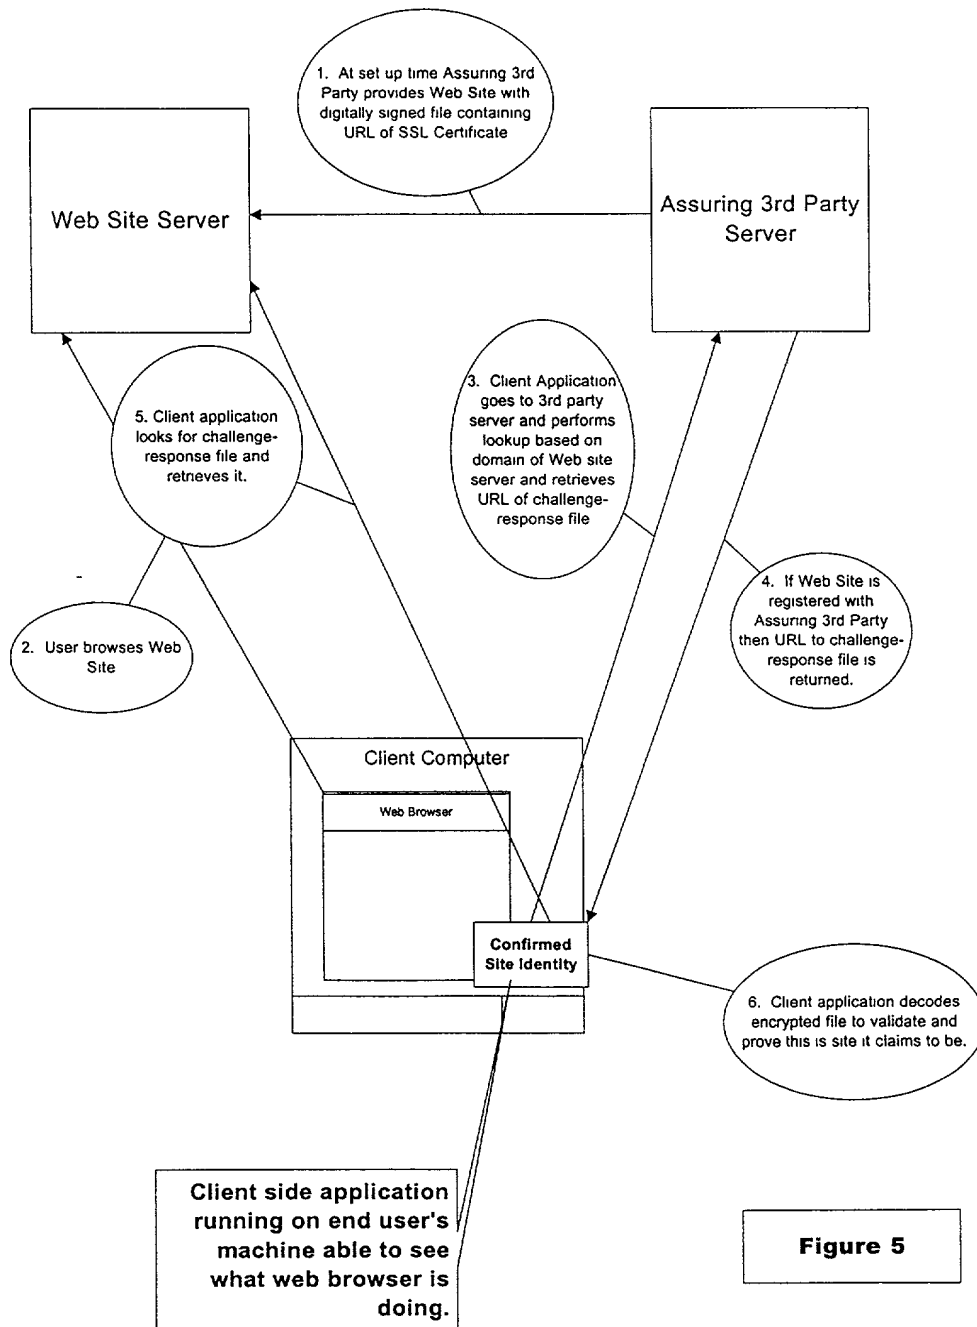 1. At set up time Assuring 3rd
Party provides Web Site with
digitally signed file containing
URL of SSL Certificate
Web Site Server
Assuring 3rd Party
Server
5. Client application
looks for challenge-
response file and
retrieves it.
3. Client Application
goes to 3rd party
server and performs
lookup based on
domain of Web site
server and retrieves
URL of challenge-
response file
2. User browses Web
Site
4. If Web Site is
registered with
Assuring 3rd Party
then URL to challenge-
response file is
returned.
Client Computer
Web Browser
Confirmed
Site Identity
6. Client application decodes
encrypted file to validate and
prove this is site it claims to be.
Client side application
running on end user's
machine able to see
what web browser is
doing.
Figure 5